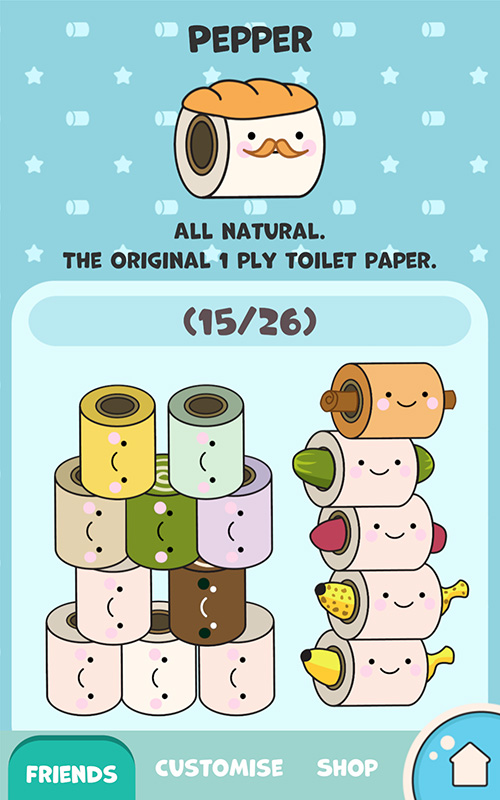 PEPPER
ALL NATURAL.
THE ORIGINAL 1 PLY TOILET PAPER.
(15/26)
FRIENDS
CUSTOMISE
SHOP